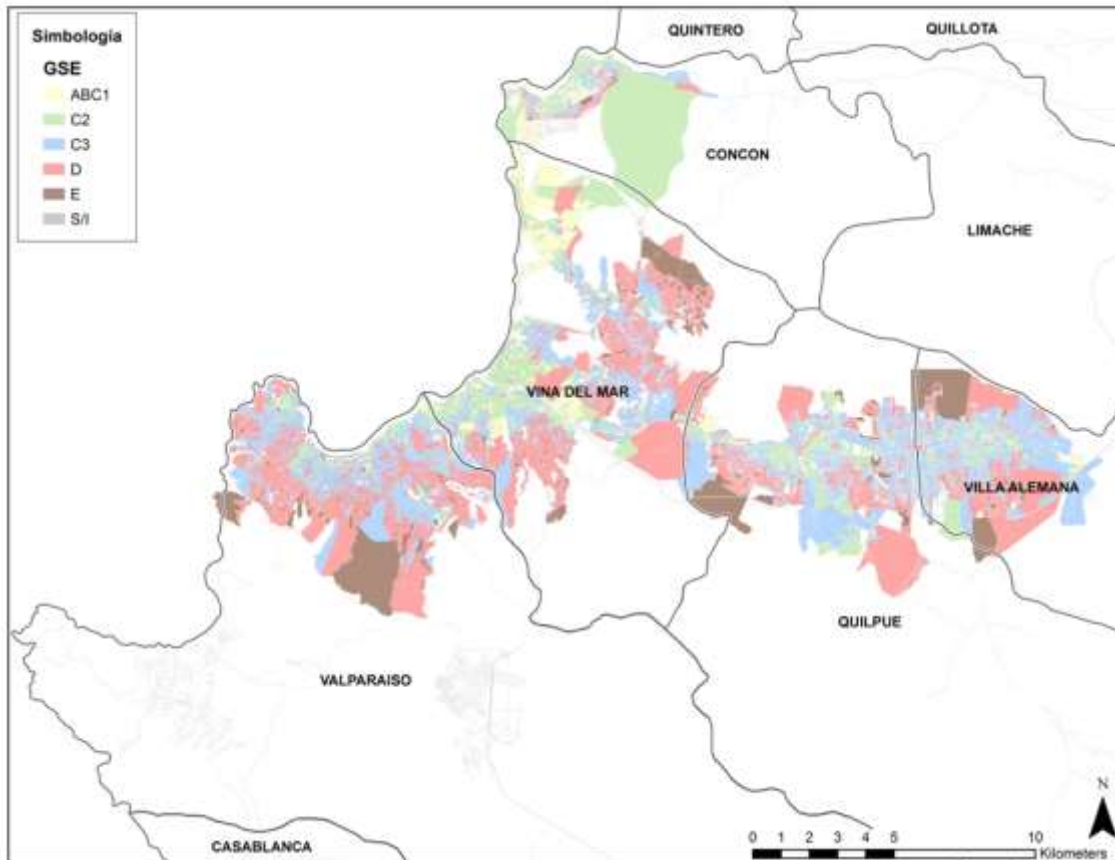 Simbología
GSE
ABC1
C2
C3
D
E
S/I
QUINTERO
QUILLOTA
CONCON
LIMACHE
VINA DEL MAR
VILLA ALEMANA
QUILPUE
VALPARAISO
CASABLANCA
N
0 1 2 3 4 5 10
Kilometers